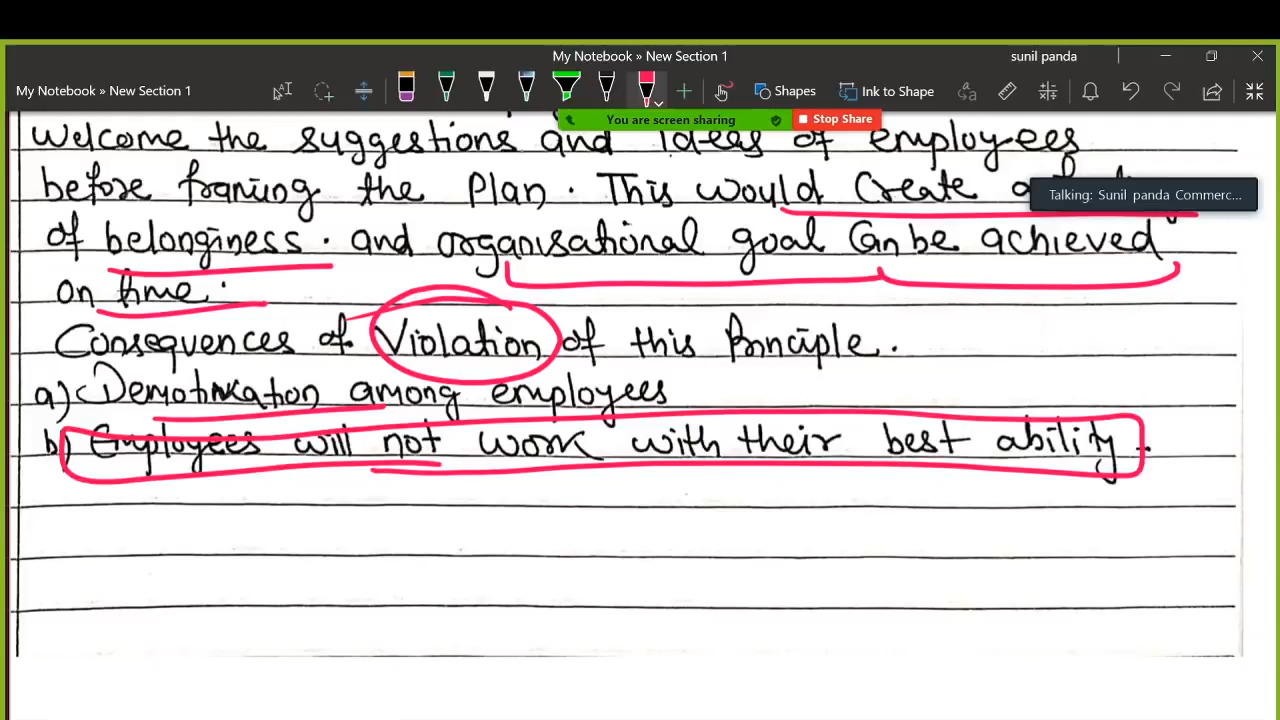 My Notebook » New Section 1
sunil panda
My Notebook » New Section 1
Shapes
Ink to Shape
You are screen sharing
Stop Share
Talking: Sunil panda Commerc...
Welcome the suggestions and ideas of employees
before framing the Plan. This would Create a
of belonginess. and organisational goal Can be achieved
on time.
Consequences of Violation of this Principle.
a) Demotivation among employees
b) Employees will not work with their best ability.